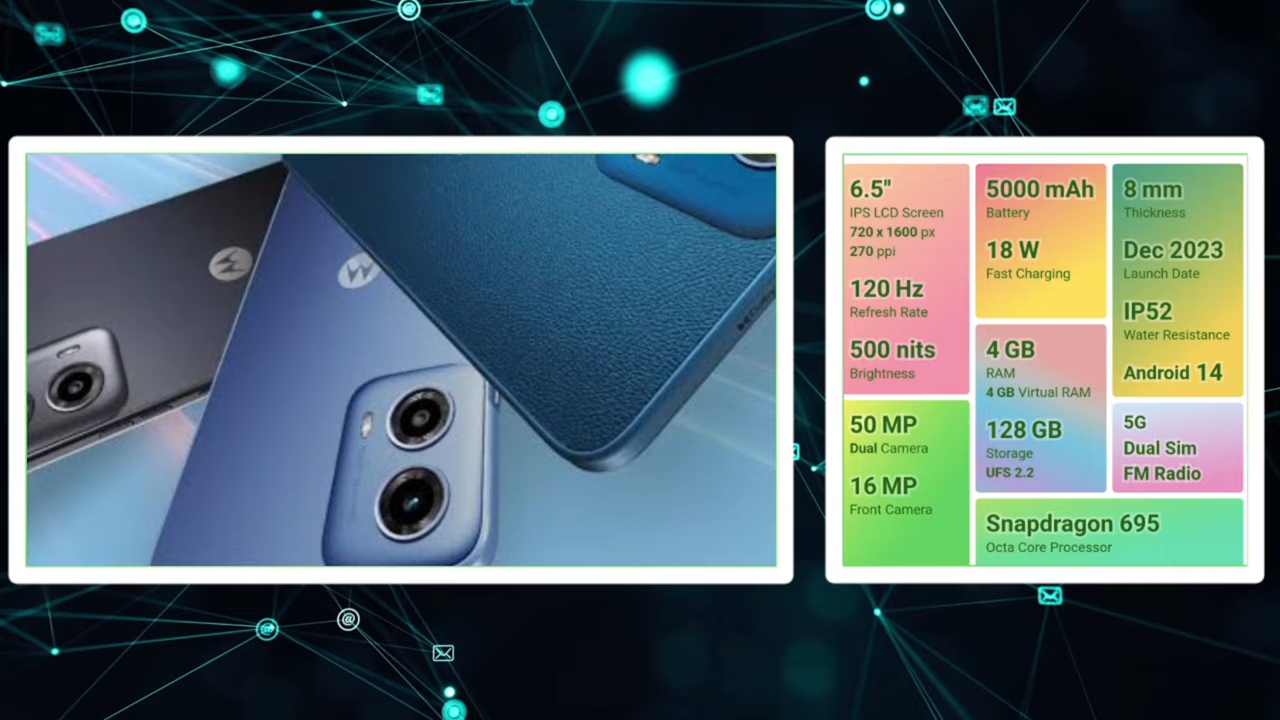 6.5"
IPS LCD Screen
720 x 1600 px
270 ppi
120 Hz
Refresh Rate
500 nits
Brightness
50 MP
Dual Camera
16 MP
Front Camera
5000 mAh
Battery
18 W
Fast Charging
4 GB
RAM
4 GB Virtual RAM
128 GB
Storage
UFS 2.2
8 mm
Thickness
Dec 2023
Launch Date
IP52
Water Resistance
Android 14
5G
Dual Sim
FM Radio
Snapdragon 695
Octa Core Processor